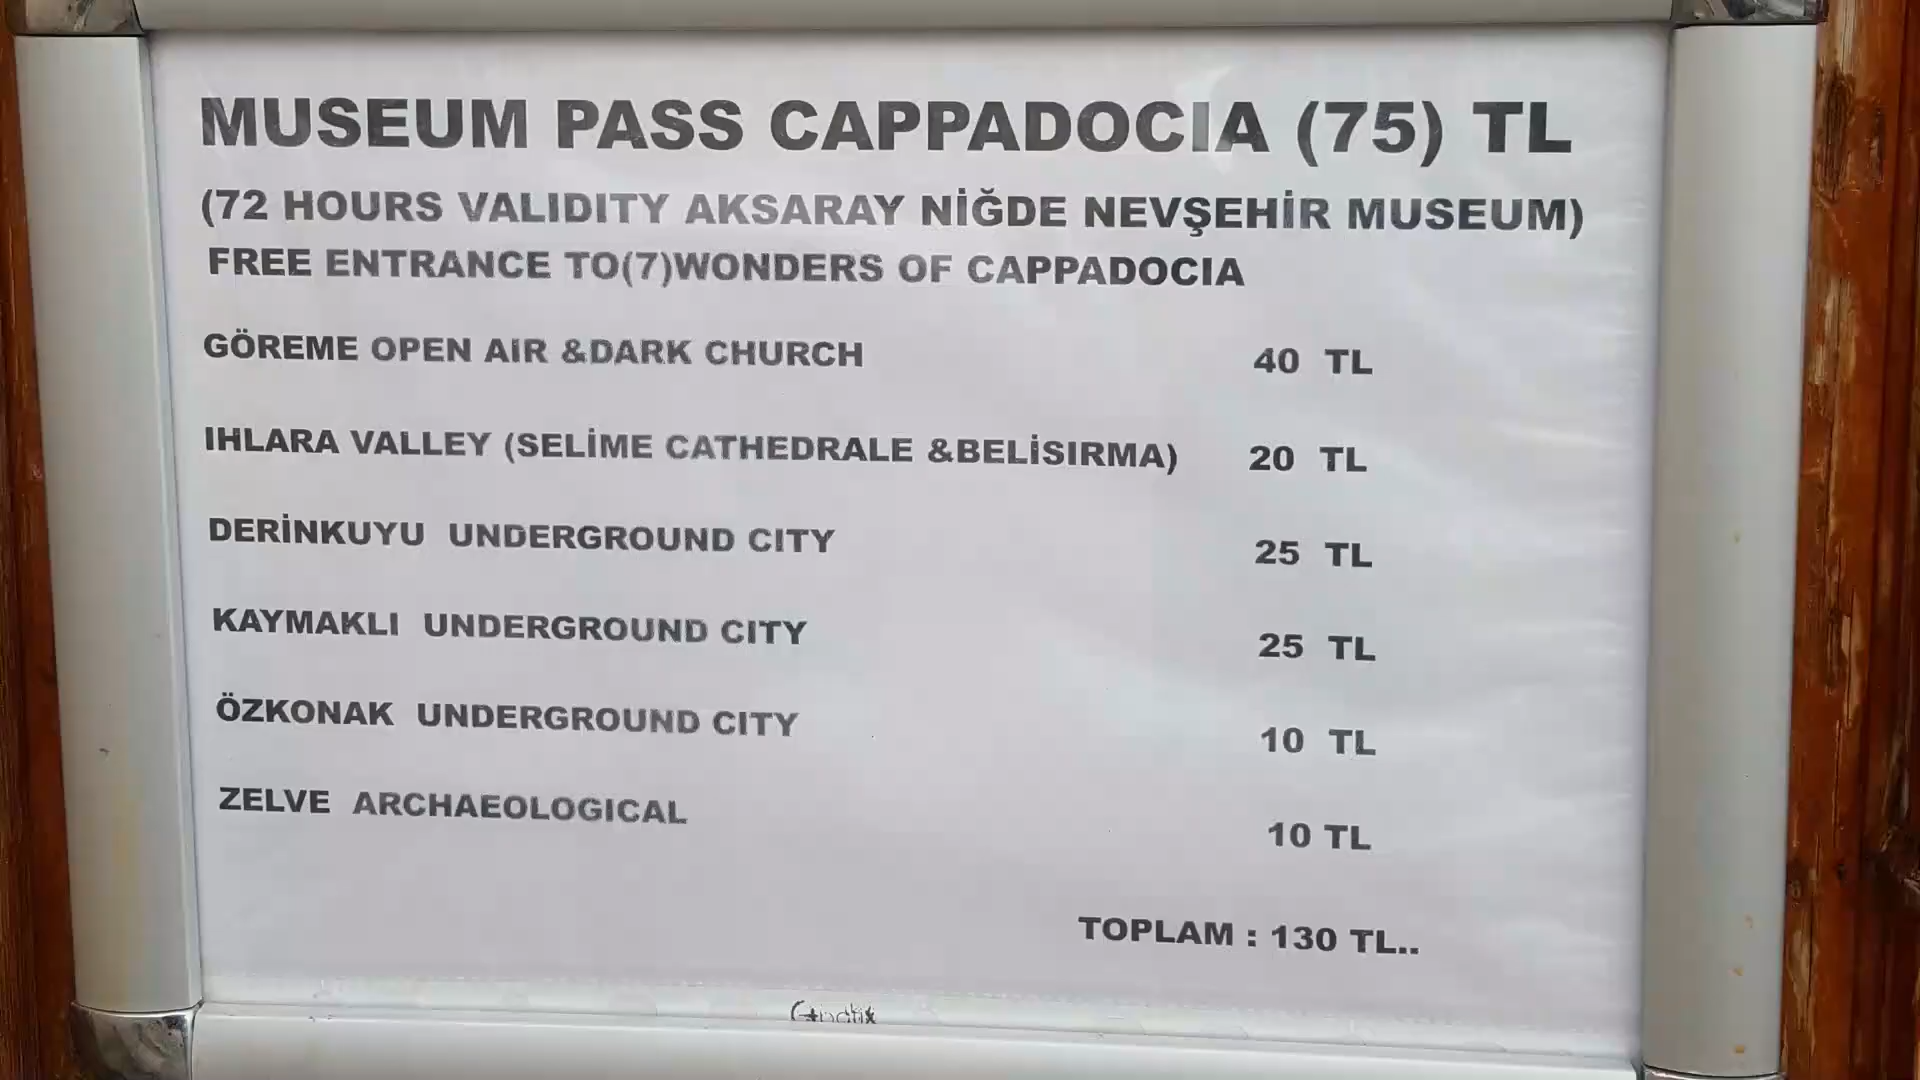 MUSEUM PASS CAPPADOCIA (75) TL
(72 HOURS VALIDITY AKSARAY NİĞDE NEVŞEHİR MUSEUM)
FREE ENTRANCE TO(7)WONDERS OF CAPPADOCIA
GÖREME OPEN AIR &DARK CHURCH 40 TL
IHLARA VALLEY (SELİME CATHEDRALE &BELİSIRMA) 20 TL
DERİNKUYU UNDERGROUND CITY 25 TL
KAYMAKLI UNDERGROUND CITY 25 TL
ÖZKONAK UNDERGROUND CITY 10 TL
ZELVE ARCHAEOLOGICAL 10 TL
TOPLAM : 130 TL..